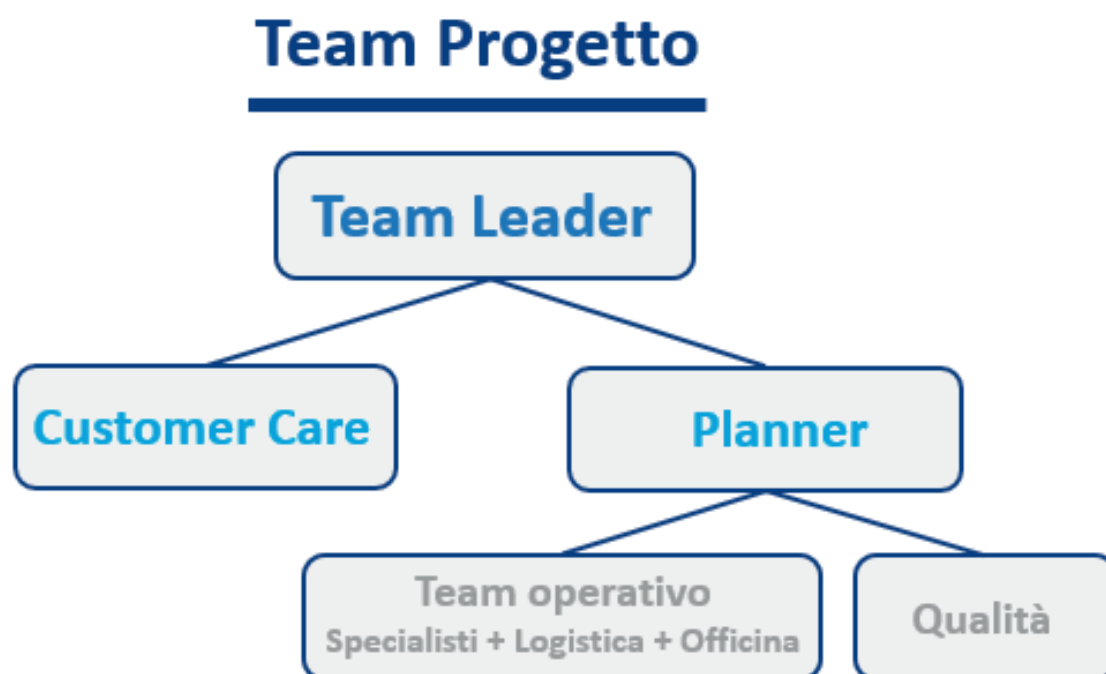 Team Progetto
Team Leader
Customer Care
Planner
Team operativo
Specialisti + Logistica + Officina
Qualità